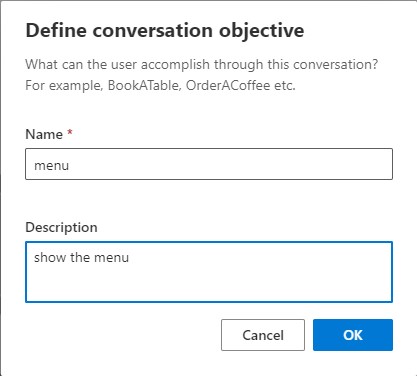 Define conversation objective
What can the user accomplish through this conversation?
For example, BookATable, OrderACoffee etc.
Name *
menu
Description
show the menu
Cancel OK